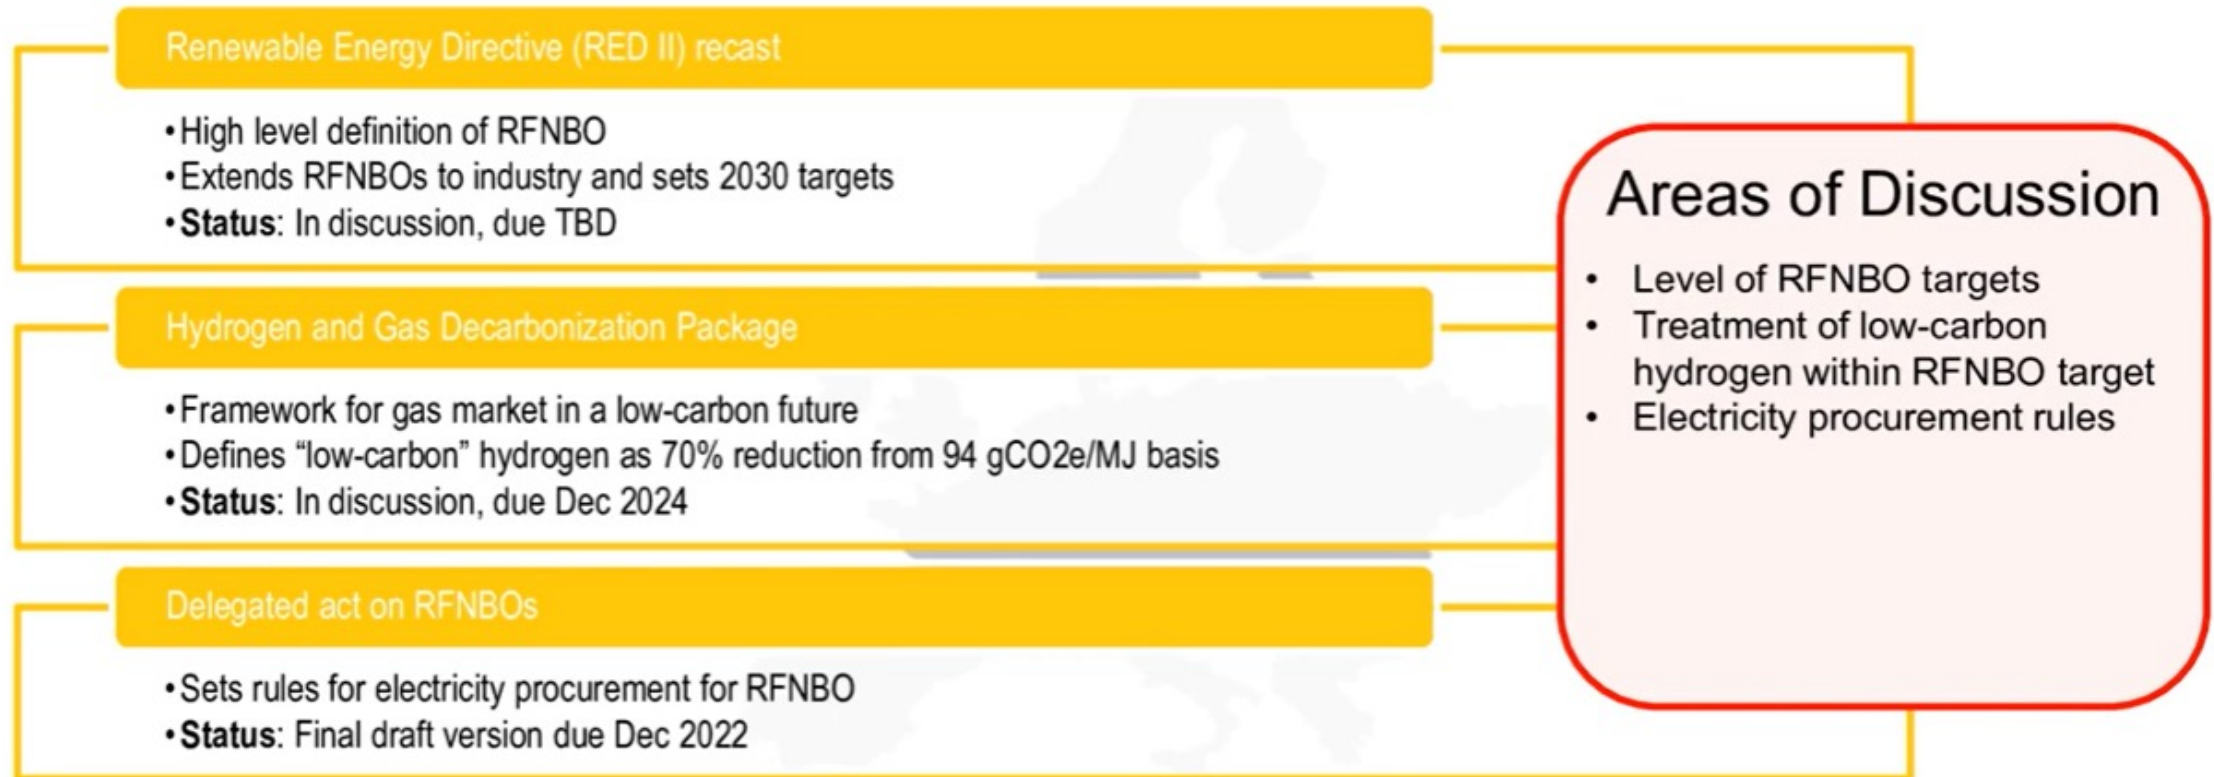 Renewable Energy Directive (RED II) recast
•High level definition of RFNBO
•Extends RFNBOs to industry and sets 2030 targets
•Status: In discussion, due TBD
Hydrogen and Gas Decarbonization Package
•Framework for gas market in a low-carbon future
•Defines “low-carbon” hydrogen as 70% reduction from 94 gCO2e/MJ basis
•Status: In discussion, due Dec 2024
Delegated act on RFNBOs
•Sets rules for electricity procurement for RFNBO
•Status: Final draft version due Dec 2022
Areas of Discussion
• Level of RFNBO targets
• Treatment of low-carbon
hydrogen within RFNBO target
• Electricity procurement rules